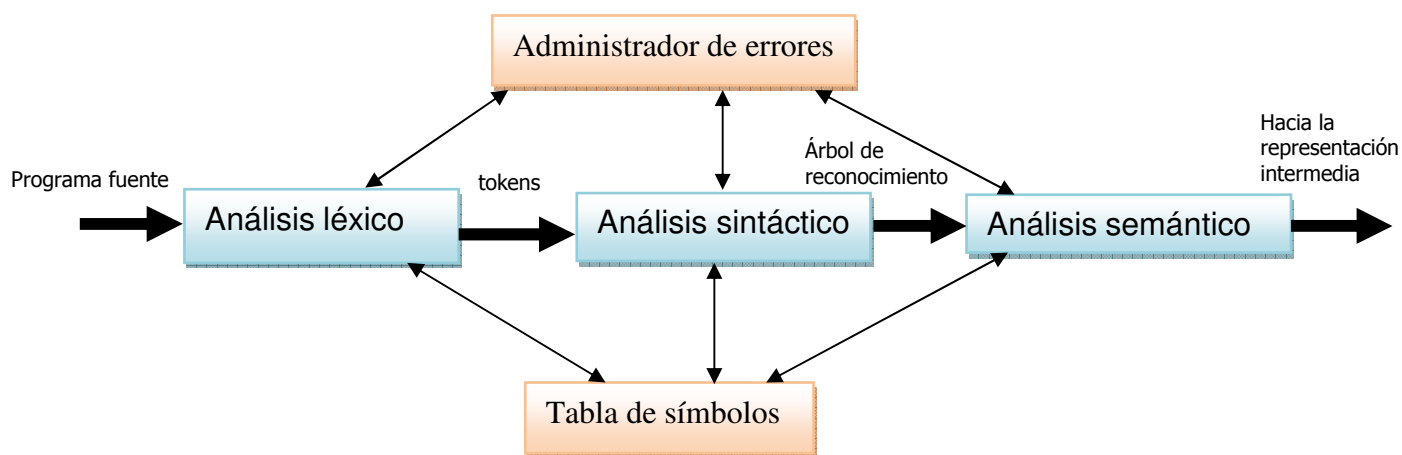 Administrador de errores
Programa fuente
Análisis léxico
tokens
Análisis sintáctico
Árbol de
reconocimiento
Análisis semántico
Hacia la
representación
intermedia
Tabla de símbolos